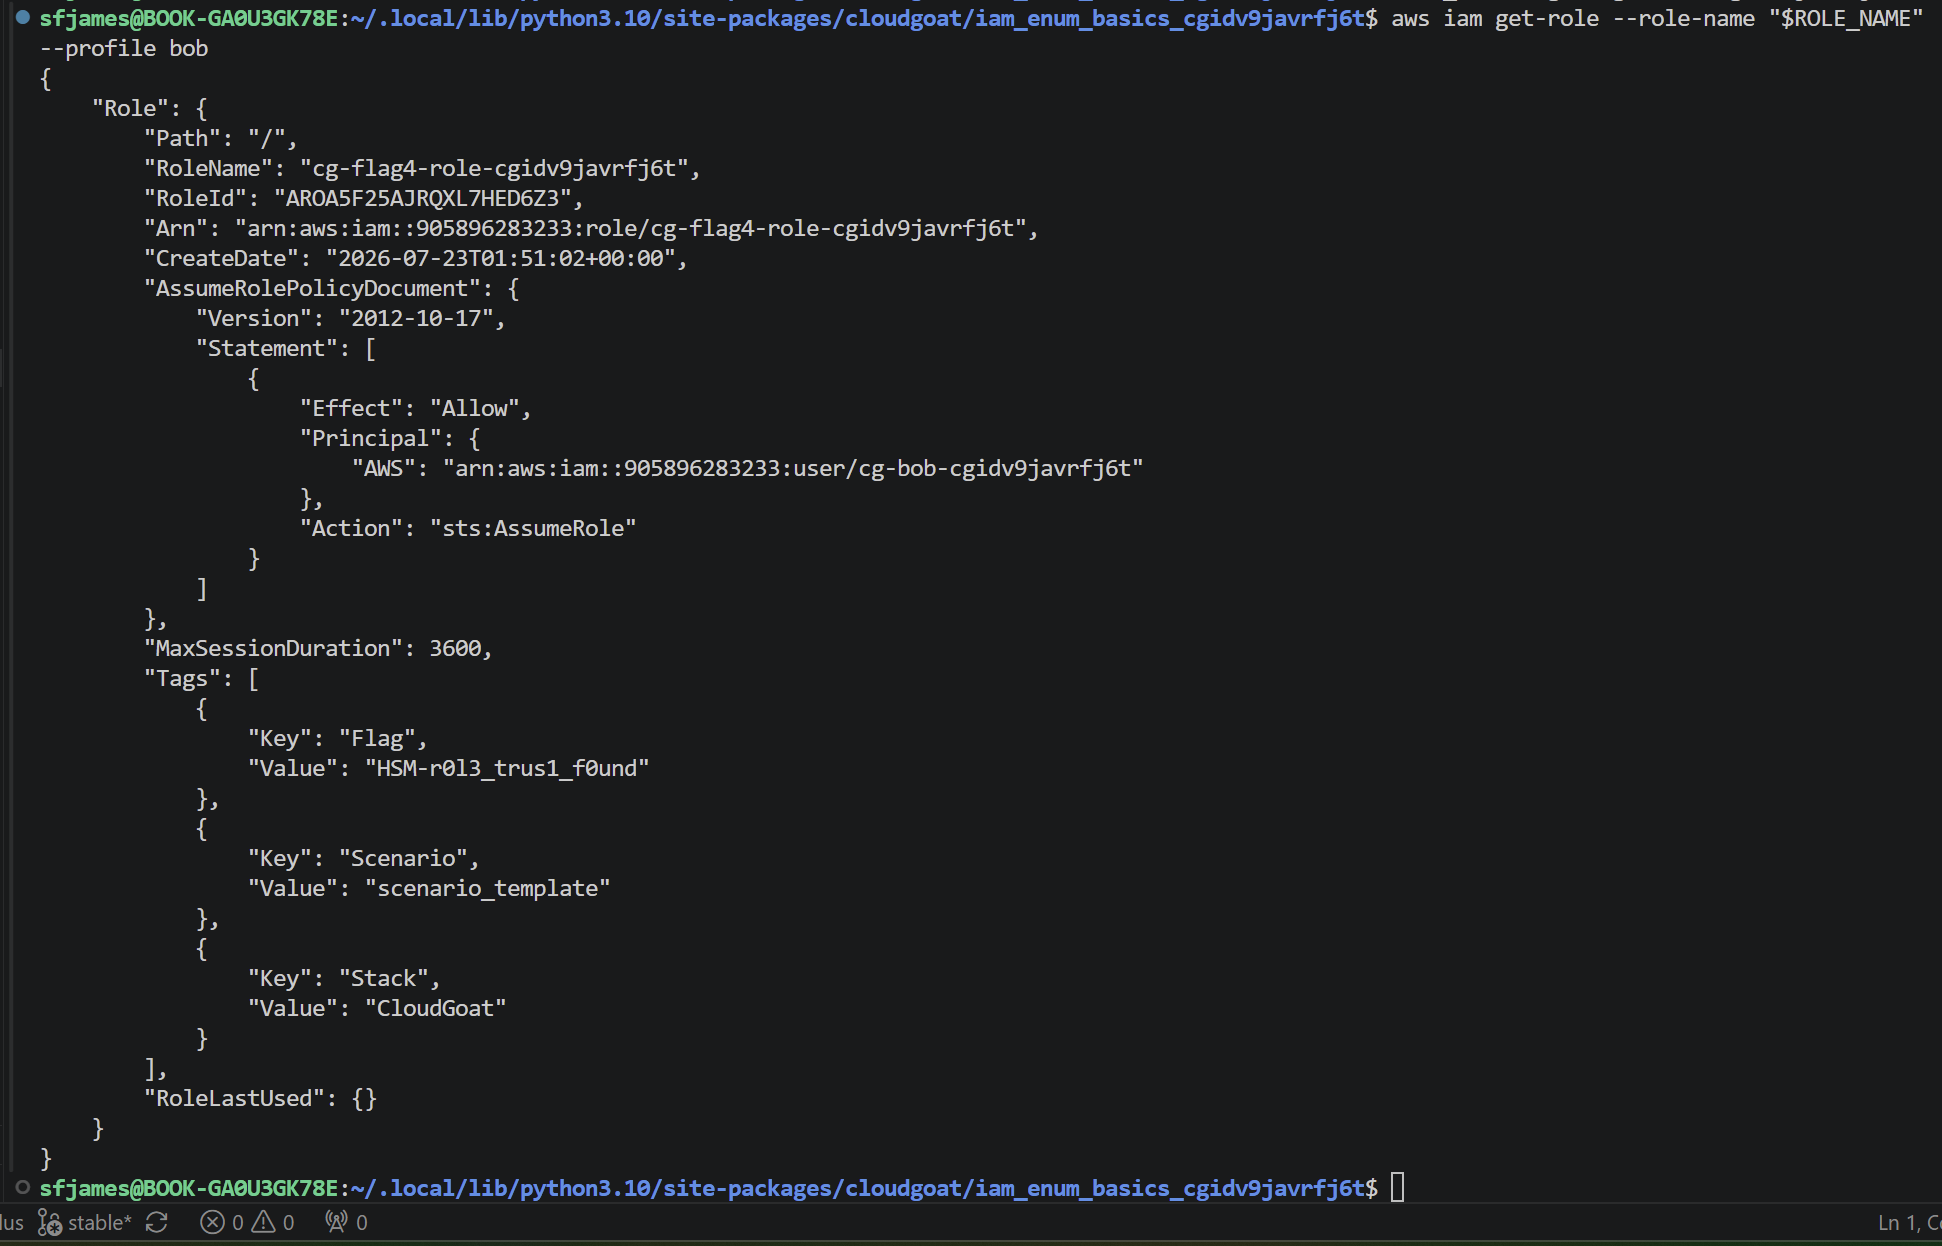 sfjames@BOOK-GA0U3GK78E:~/.local/lib/python3.10/site-packages/cloudgoat/iam_enum_basics_cgidv9javrfj6t$ aws iam get-role --role-name "$ROLE_NAME"
--profile bob
{
    "Role": {
        "Path": "/",
        "RoleName": "cg-flag4-role-cgidv9javrfj6t",
        "RoleId": "AROA5F25AJRQXL7HED6Z3",
        "Arn": "arn:aws:iam::905896283233:role/cg-flag4-role-cgidv9javrfj6t",
        "CreateDate": "2026-07-23T01:51:02+00:00",
        "AssumeRolePolicyDocument": {
            "Version": "2012-10-17",
            "Statement": [
                {
                    "Effect": "Allow",
                    "Principal": {
                        "AWS": "arn:aws:iam::905896283233:user/cg-bob-cgidv9javrfj6t"
                    },
                    "Action": "sts:AssumeRole"
                }
            ]
        },
        "MaxSessionDuration": 3600,
        "Tags": [
            {
                "Key": "Flag",
                "Value": "HSM-r0l3_trus1_f0und"
            },
            {
                "Key": "Scenario",
                "Value": "scenario_template"
            },
            {
                "Key": "Stack",
                "Value": "CloudGoat"
            }
        ],
        "RoleLastUsed": {}
    }
}
sfjames@BOOK-GA0U3GK78E:~/.local/lib/python3.10/site-packages/cloudgoat/iam_enum_basics_cgidv9javrfj6t$
lus stable* 0 0 0 Ln 1, C